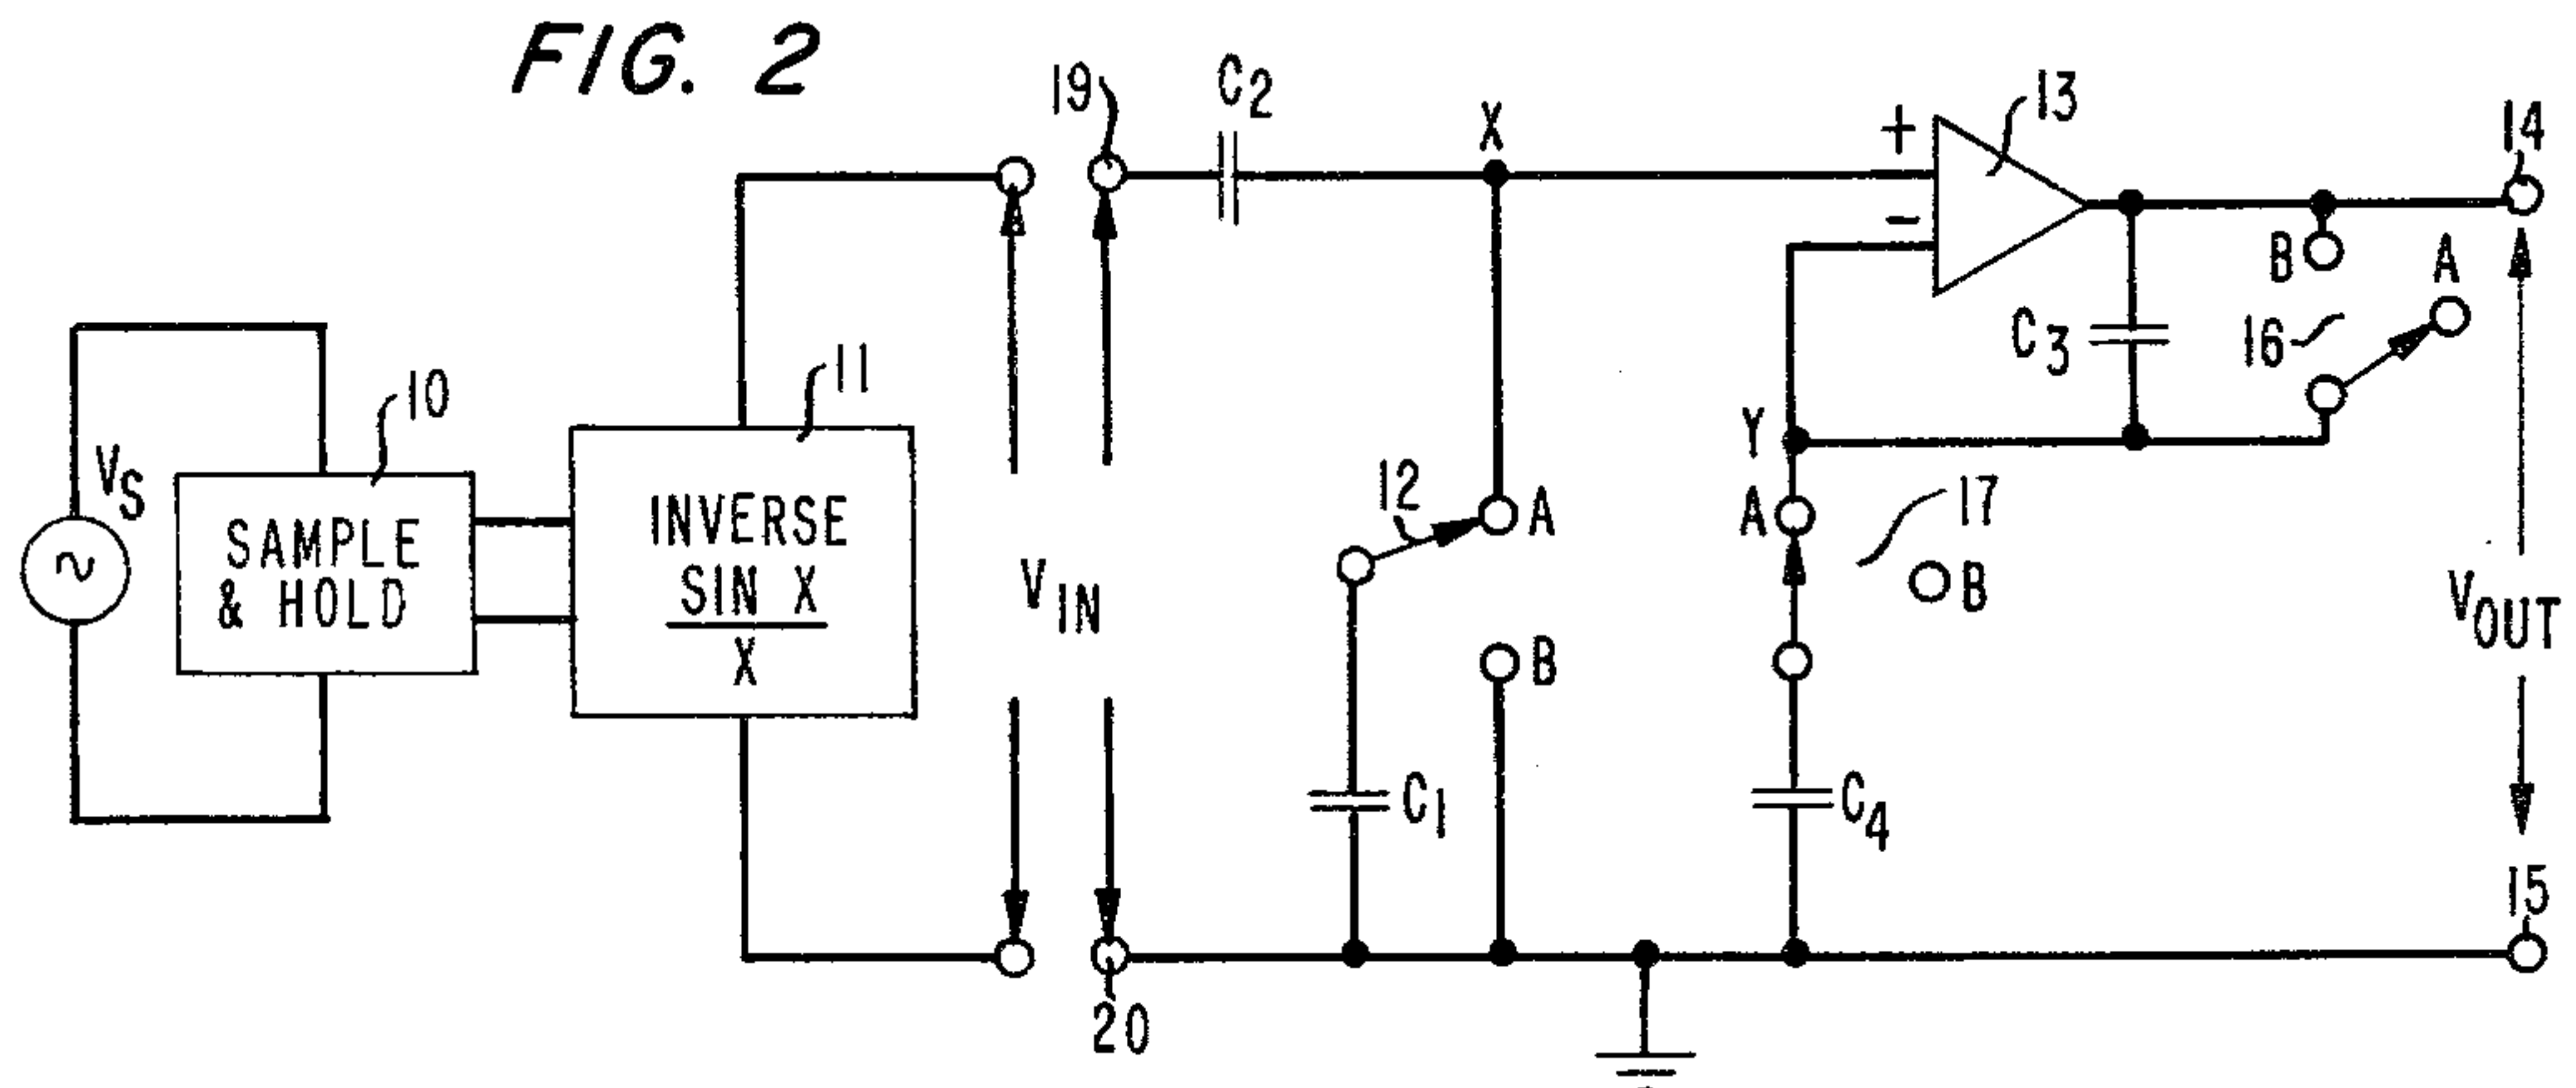 FIG. 2
19
C2
X
+
13
14
-
B
A
C3
16
10
11
VS
SAMPLE
& HOLD
INVERSE
SIN X
X
VIN
12
A
Y
A
17
B
B
VOUT
C1
C4
15
20